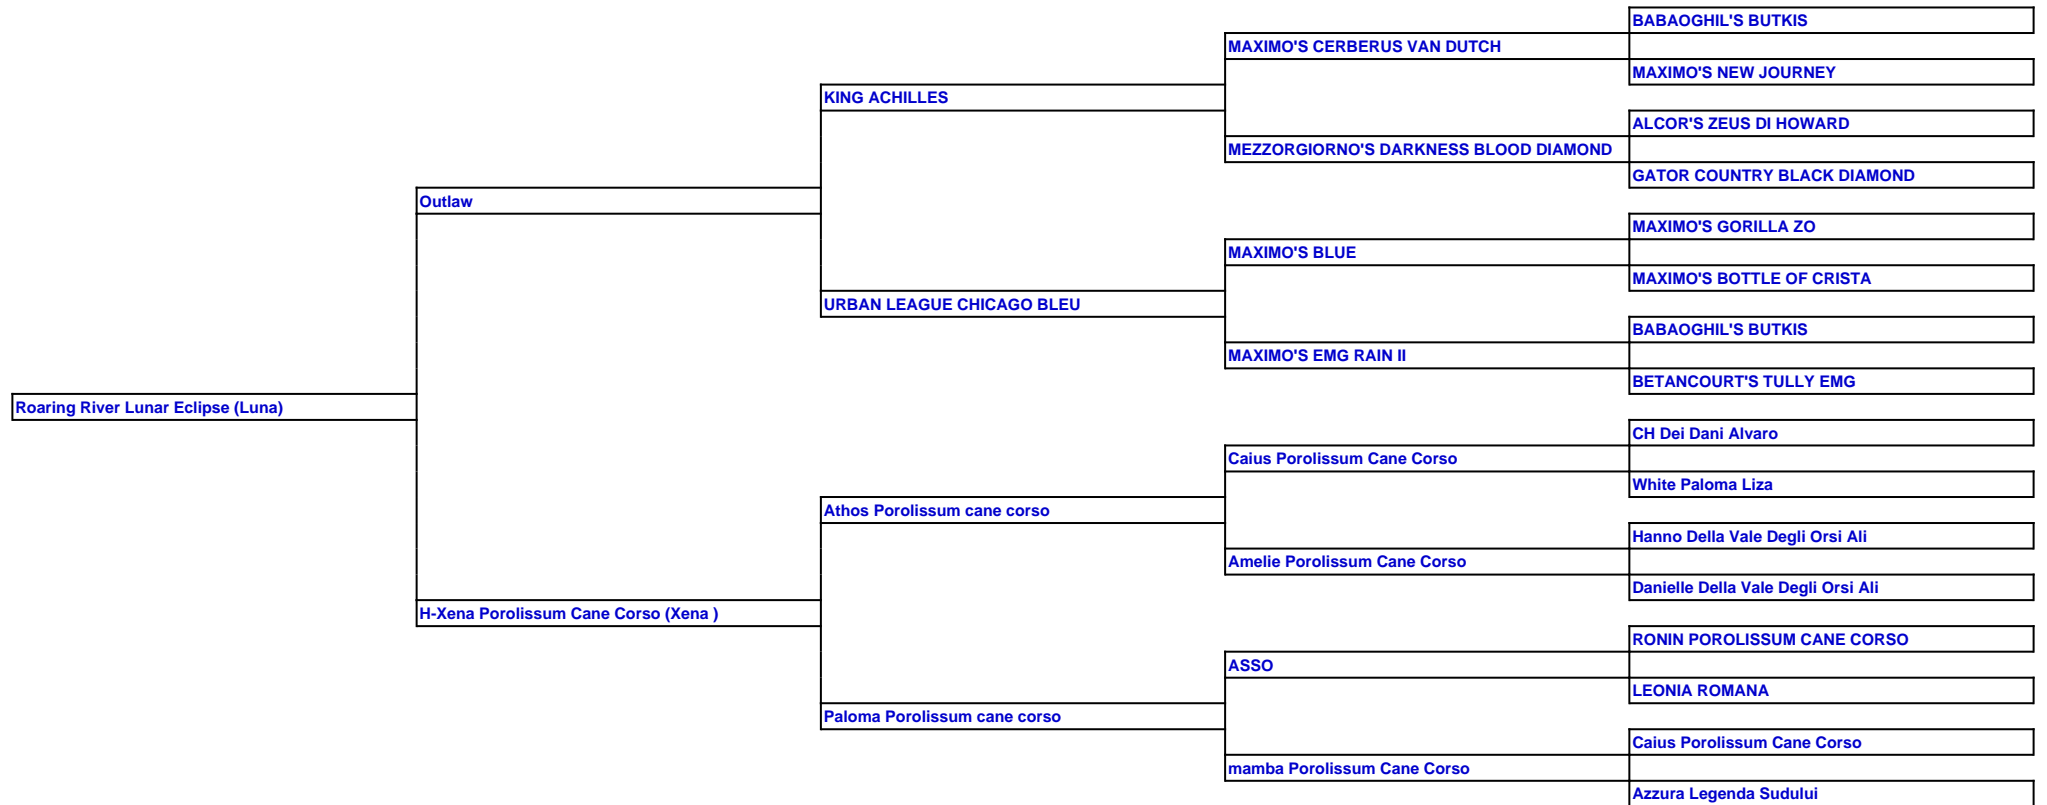 BABAOGHIL'S BUTKIS
MAXIMO'S CERBERUS VAN DUTCH
MAXIMO'S NEW JOURNEY
KING ACHILLES
ALCOR'S ZEUS DI HOWARD
MEZZORGIORNO'S DARKNESS BLOOD DIAMOND
GATOR COUNTRY BLACK DIAMOND
Outlaw
MAXIMO'S GORILLA ZO
MAXIMO'S BLUE
MAXIMO'S BOTTLE OF CRISTA
URBAN LEAGUE CHICAGO BLEU
BABAOGHIL'S BUTKIS
MAXIMO'S EMG RAIN II
BETANCOURT'S TULLY EMG
Roaring River Lunar Eclipse (Luna)
CH Dei Dani Alvaro
Caius Porolissum Cane Corso
White Paloma Liza
Athos Porolissum cane corso
Hanno Della Vale Degli Orsi Ali
Amelie Porolissum Cane Corso
Danielle Della Vale Degli Orsi Ali
H-Xena Porolissum Cane Corso (Xena )
RONIN POROLISSUM CANE CORSO
ASSO
LEONIA ROMANA
Paloma Porolissum cane corso
Caius Porolissum Cane Corso
mamba Porolissum Cane Corso
Azzura Legenda Sudului